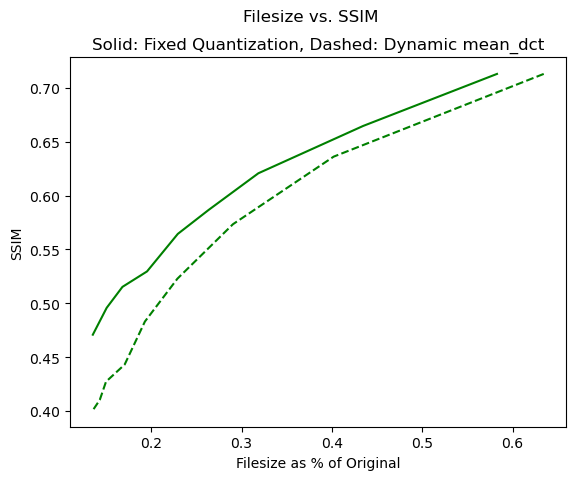 Filesize vs. SSIM
Solid: Fixed Quantization, Dashed: Dynamic mean_dct
SSIM
0.70
0.65
0.60
0.55
0.50
0.45
0.40
0.2 0.3 0.4 0.5 0.6
Filesize as % of Original